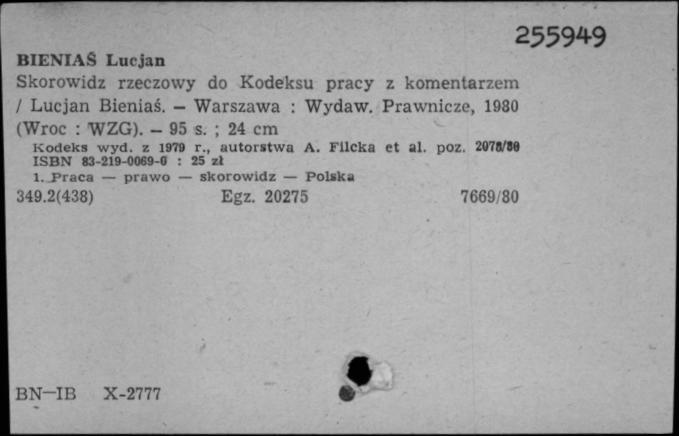 255949
BIENIAŚ Lucjan
Skorowidz rzeczowy do Kodeksu pracy z komentarzem
/ Lucjan Bieniaś. — Warszawa : Wydaw. Prawnicze, 1980
(Wroc : WZG). — 95 s. ; 24 cm
Kodeks wyd. z 1979 r., autorstwa A. Filcka et al. poz. 2078/80
ISBN 83-219-0069-0 : 25 zł
1. Praca — prawo — skorowidz — Polska
349.2(438) Egz. 20275 7669/80
BN—IB X-2777